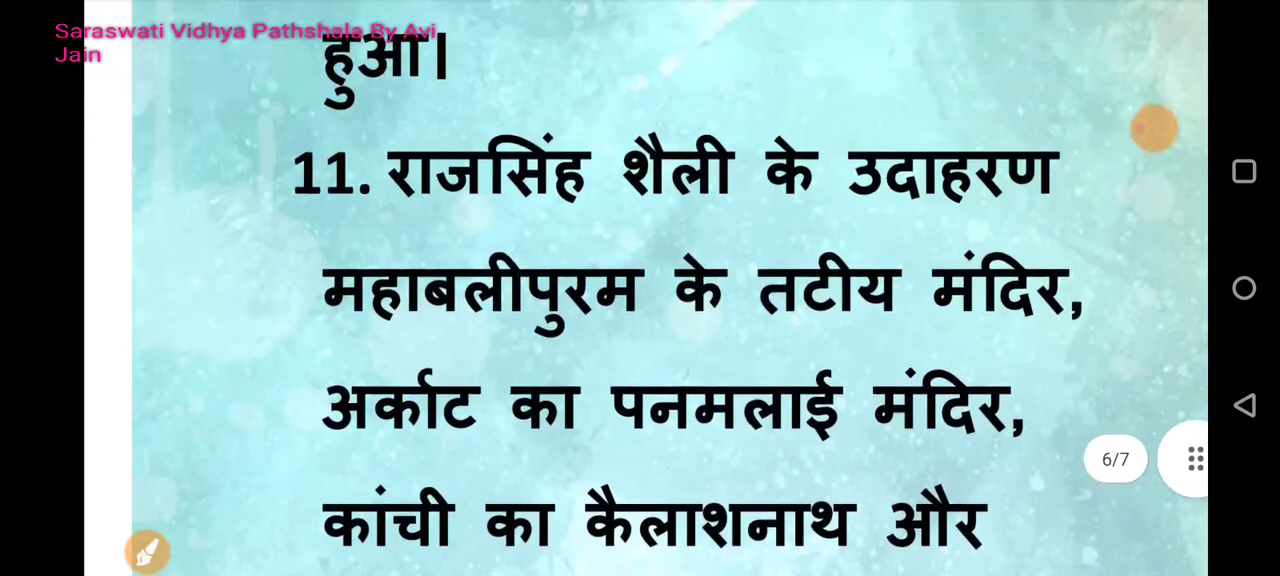 Saraswati Vidhya Pathshala By Avi
Jain
हुआ।
11. राजसिंह शैली के उदाहरण
महाबलीपुरम के तटीय मंदिर,
अर्काट का पनमलाई मंदिर,
6/7
कांची का कैलाशनाथ और